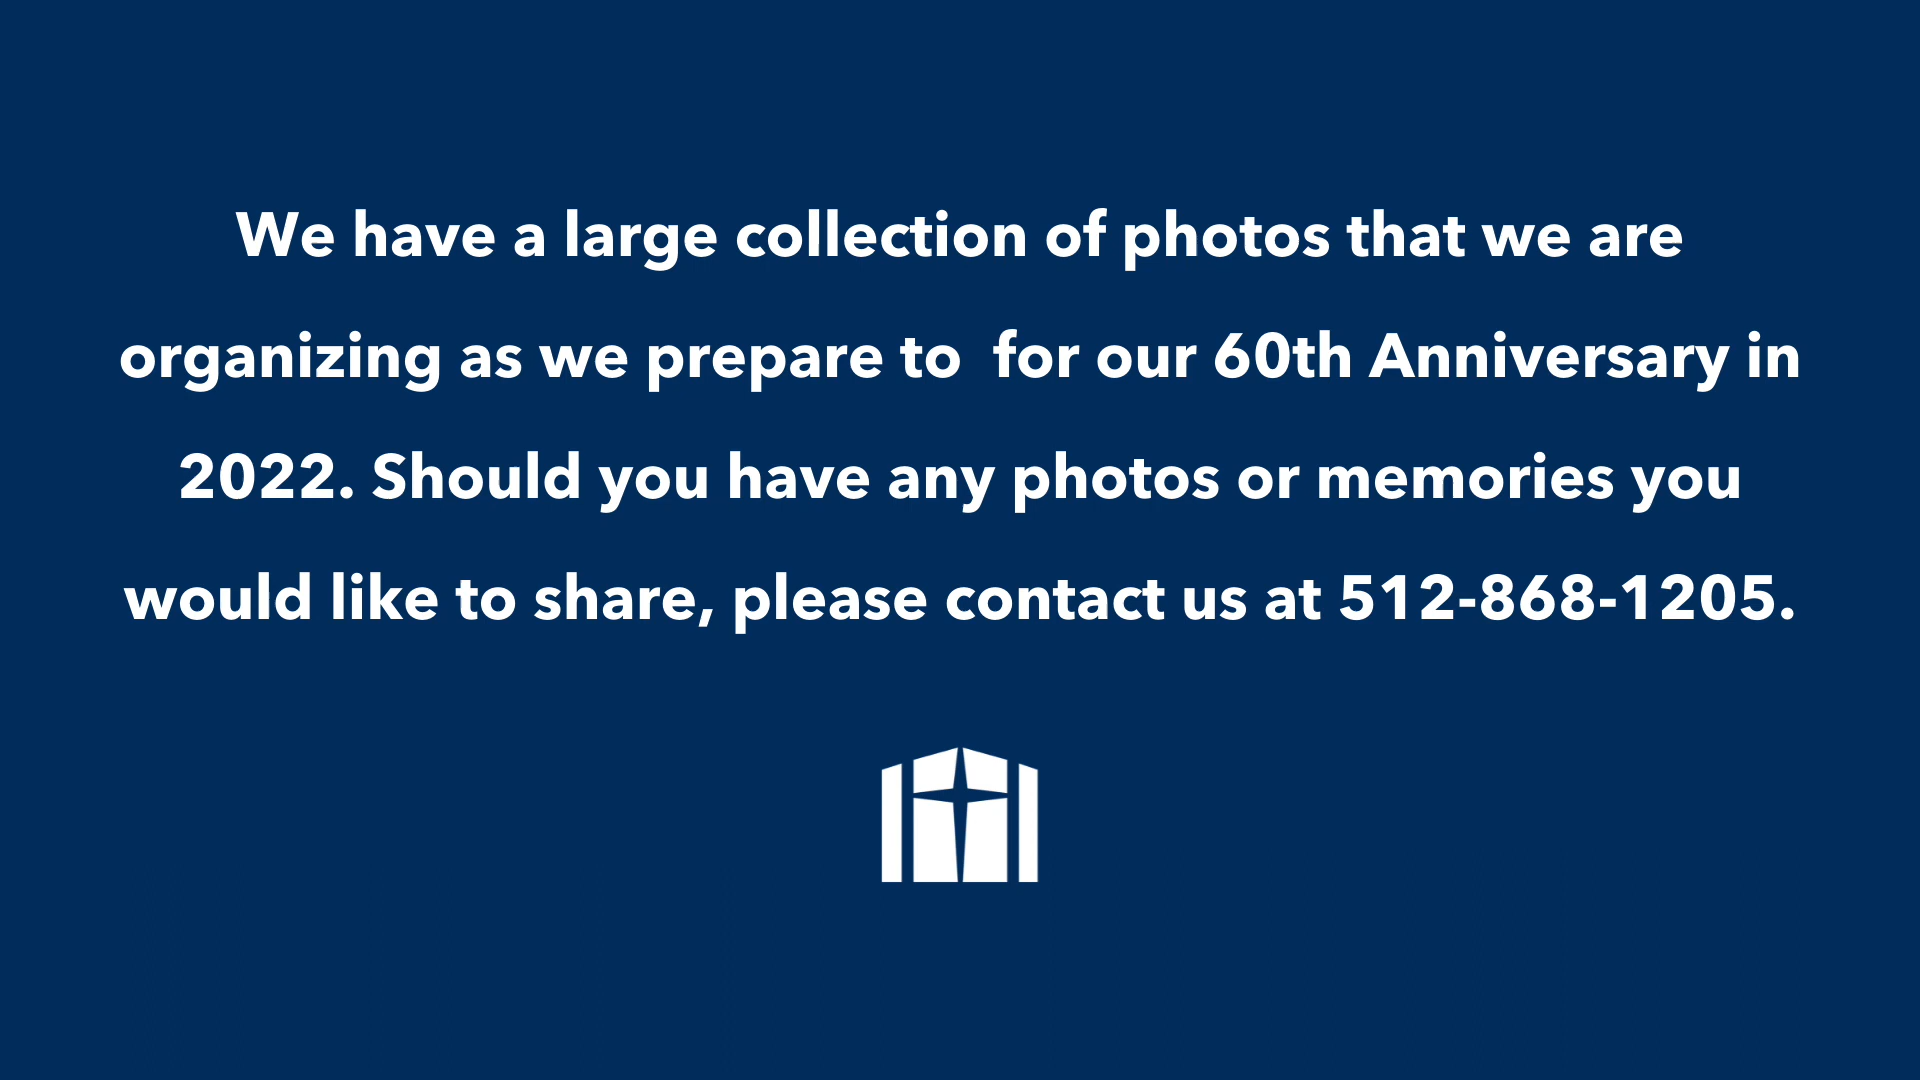 We have a large collection of photos that we are
organizing as we prepare to  for our 60th Anniversary in
2022. Should you have any photos or memories you
would like to share, please contact us at 512-868-1205.